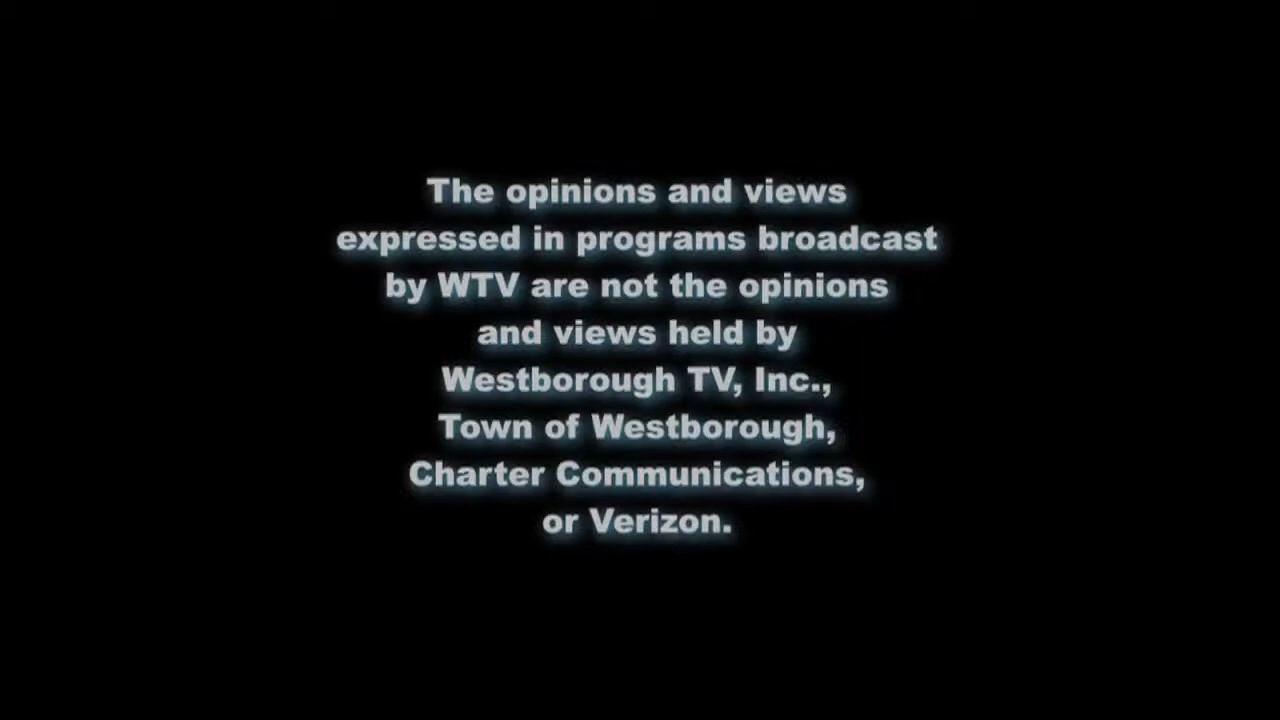 The opinions and views
expressed in programs broadcast
by WTV are not the opinions
and views held by
Westborough TV, Inc.,
Town of Westborough,
Charter Communications,
or Verizon.